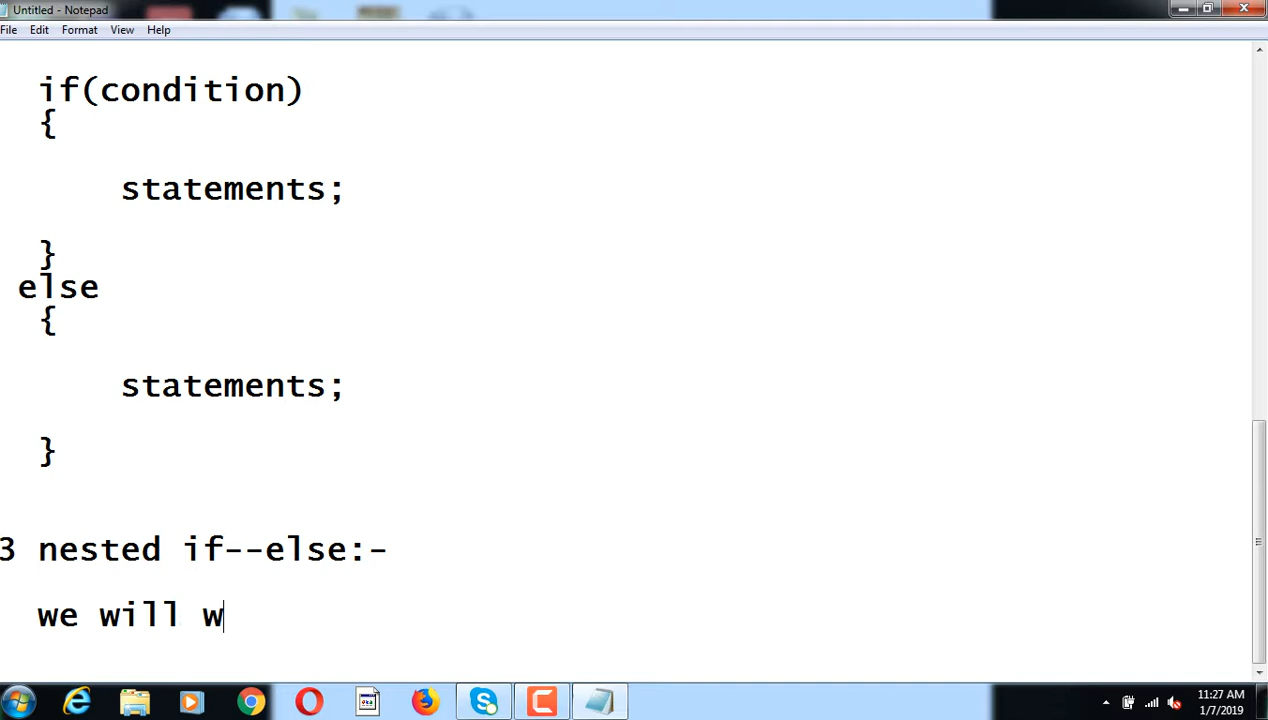 Untitled - Notepad
File Edit Format View Help
if(condition)
{
statements;
}
else
{
statements;
}
3 nested if--else:-
we will w
11:27 AM
1/7/2019